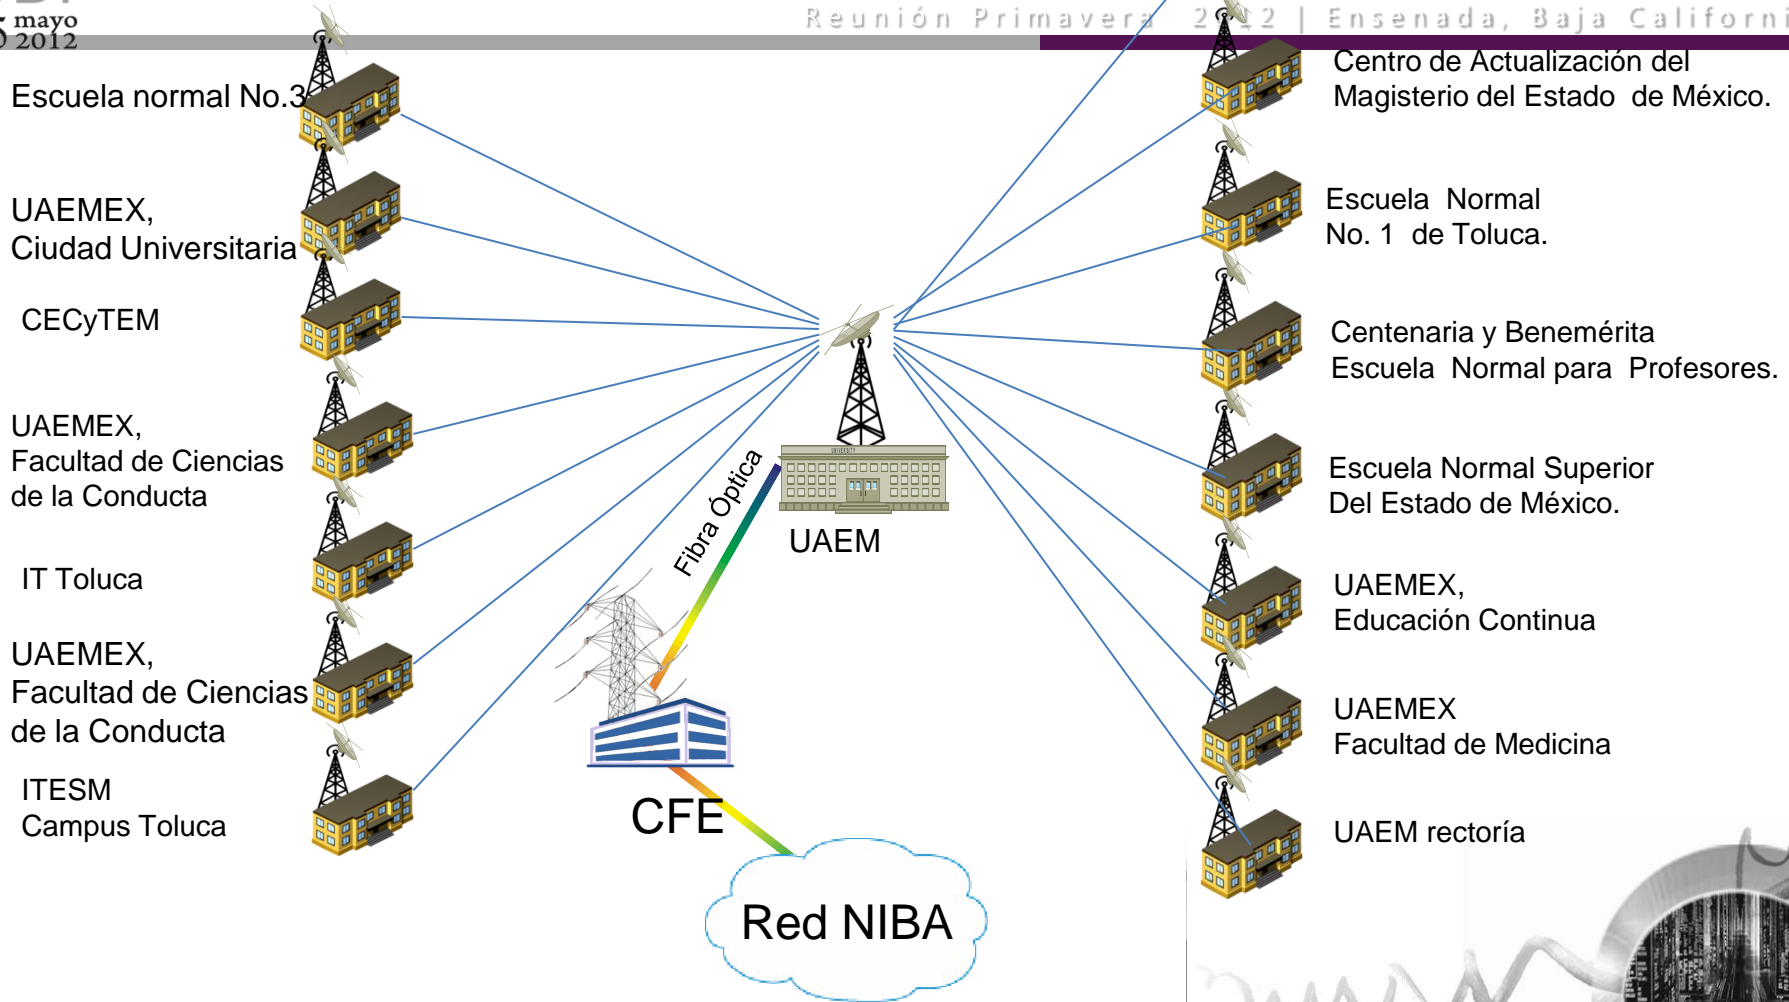 mayo
2012
Reunión Primavera 2012 | Ensenada, Baja
Escuela normal No.3
UAEMEX,
Ciudad Universitaria
CECyTEM
UAEMEX,
Facultad de Ciencias
de la Conducta
IT Toluca
UAEMEX,
Facultad de Ciencias
de la Conducta
ITESM
Campus Toluca
UNIVERSITY
UAEM
Fibra Óptica
CFE
Red NIBA
Centro de Actualización del
Magisterio del Estado de México.
Escuela Normal
No. 1 de Toluca.
Centenaria y Benemérita
Escuela Normal para Profesores.
Escuela Normal Superior
Del Estado de México.
UAEMEX,
Educación Continua
UAEMEX
Facultad de Medicina
UAEM rectoría